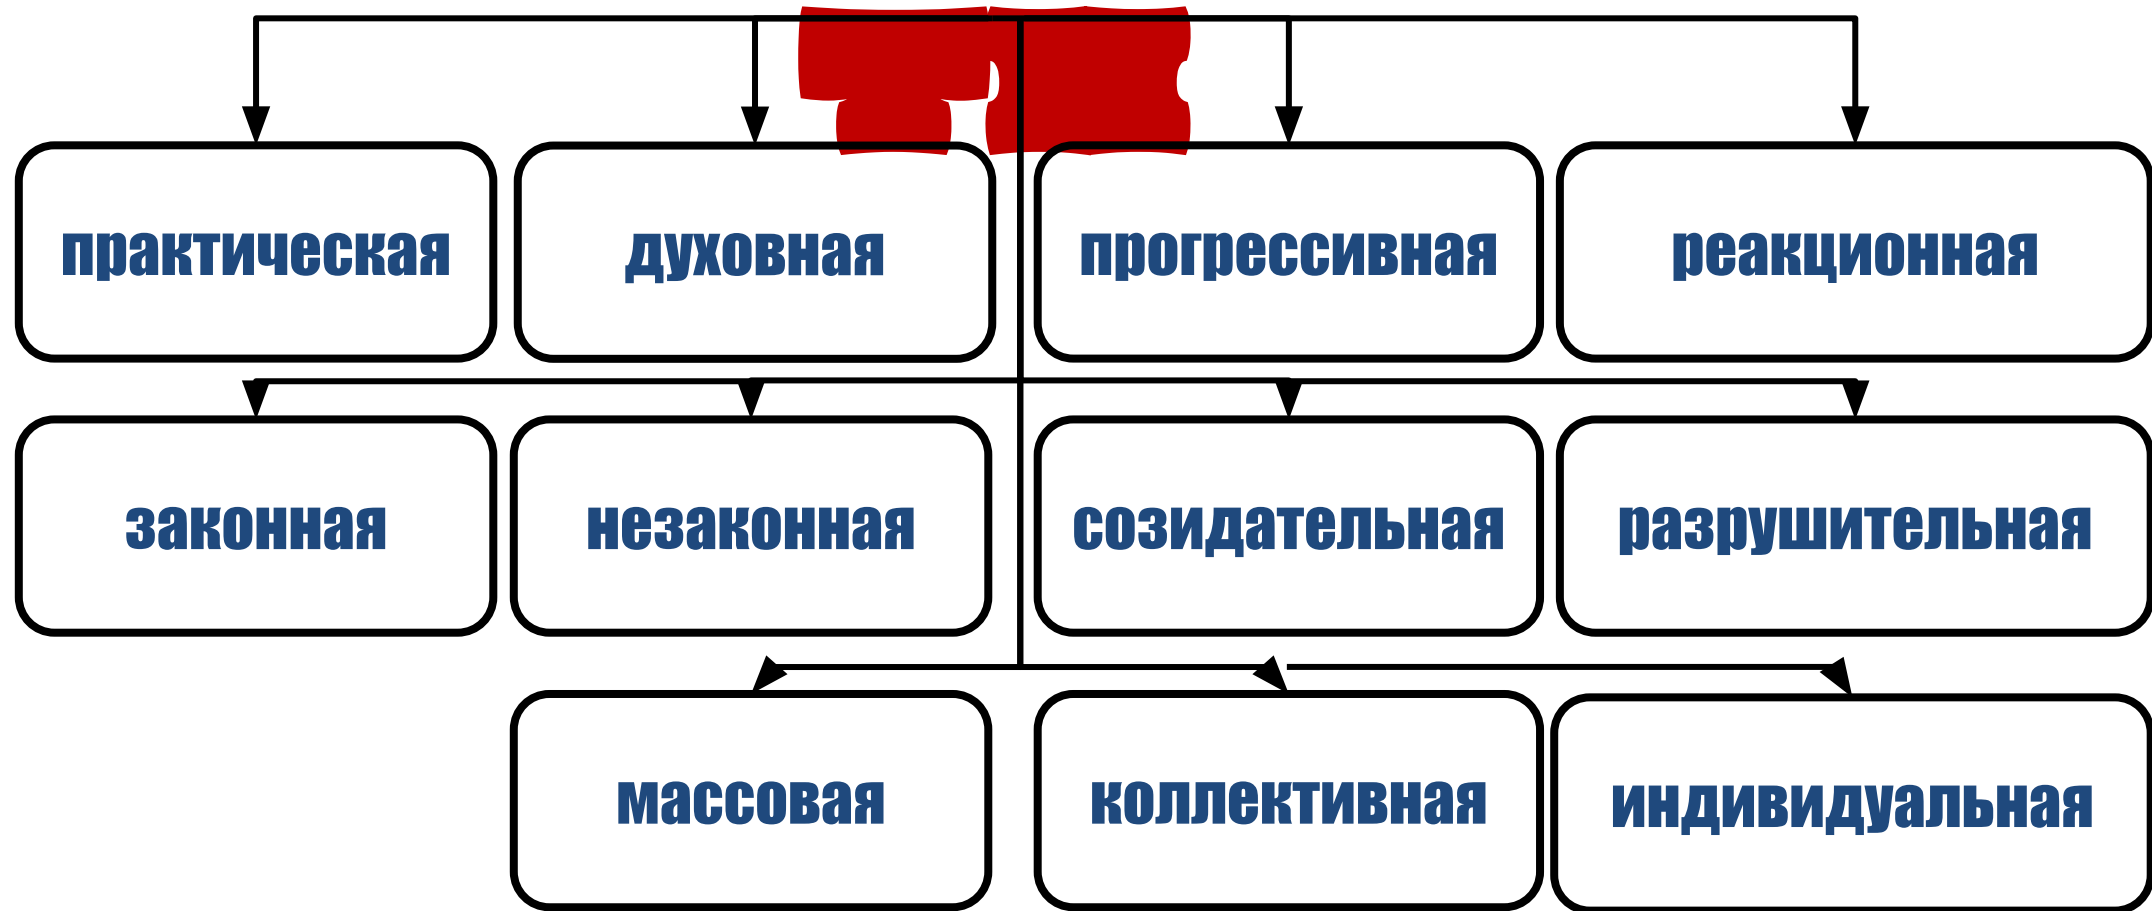 практическая
духовная
прогрессивная
реакционная
законная
незаконная
созидательная
разрушительная
массовая
коллективная
индивидуальная